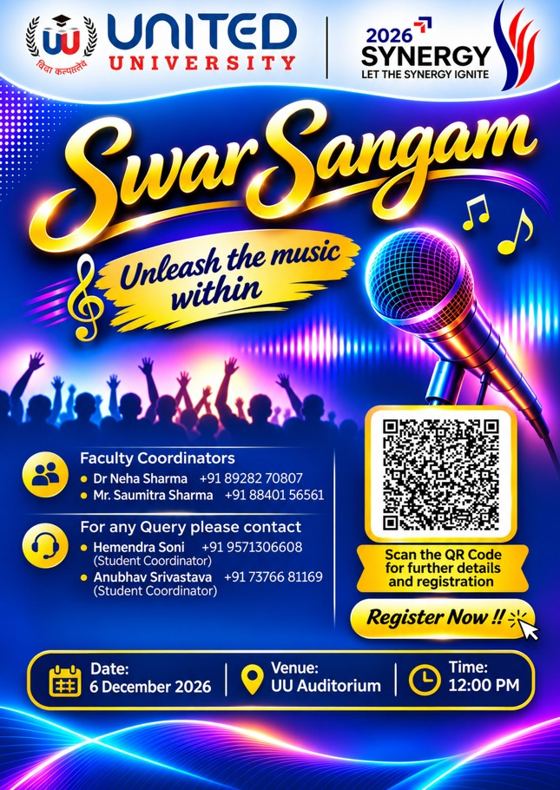 UU
विद्या कल्पलतेव
UNITED
UNIVERSITY
2026
SYNERGY
LET THE SYNERGY IGNITE
Swar Sangam
Unleash the music
within
Faculty Coordinators
Dr Neha Sharma +91 89282 70807
Mr. Saumitra Sharma +91 88401 56561
For any Query please contact
Hemendra Soni +91 9571306608
(Student Coordinator)
Anubhav Srivastava +91 73766 81169
(Student Coordinator)
Scan the QR Code
for further details
and registration
Register Now !!
Date:
6 December 2026
Venue:
UU Auditorium
Time:
12:00 PM